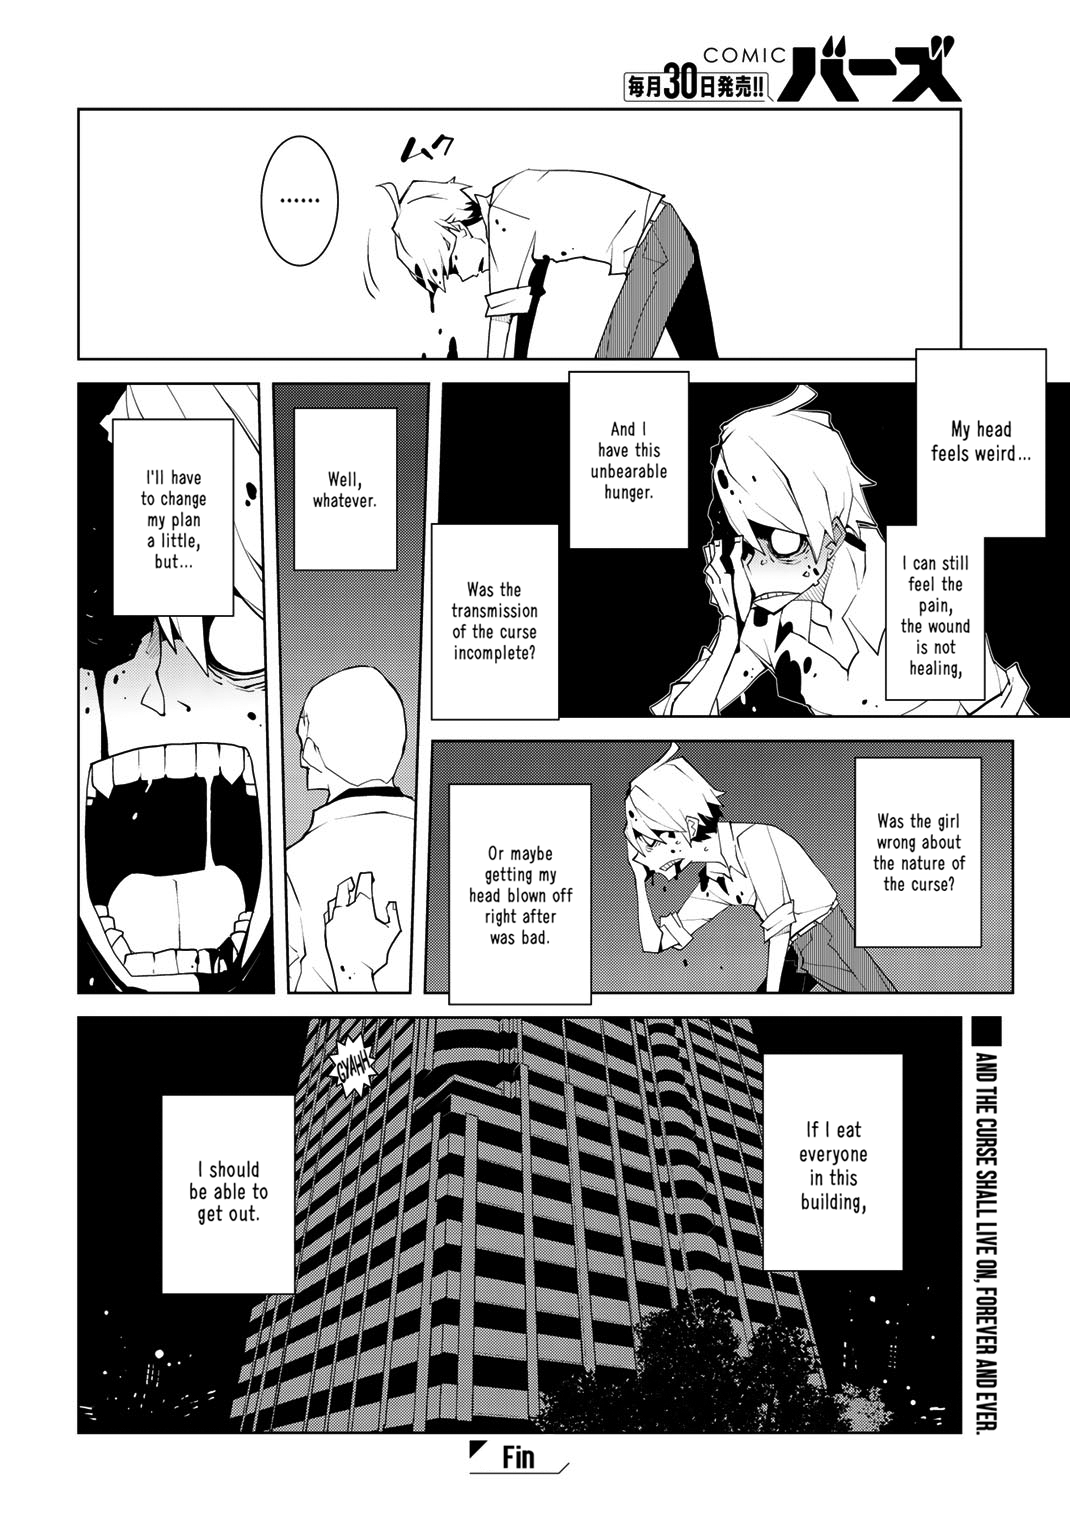 COMIC バーズ
毎月30日発売!!
ムク
……
My head
feels weird...
I can still
feel the
pain,
the wound
is not
healing,
And I
have this
unbearable
hunger.
Was the
transmission
of the curse
incomplete?
Was the girl
wrong about
the nature of
the curse?
Or maybe
getting my
head blown off
right after
was bad.
Well,
whatever.
I'll have
to change
my plan
a little,
but...
If I eat
everyone
in this
building,
GYAHH
I should
be able to
get out.
AND THE CURSE SHALL LIVE ON, FOREVER AND EVER.
Fin